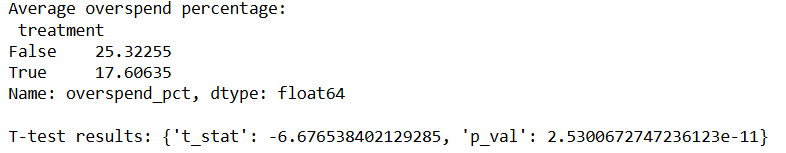 Average overspend percentage:
treatment
False    25.32255
True     17.60635
Name: overspend_pct, dtype: float64
T-test results: {'t_stat': -6.676538402129285, 'p_val': 2.5300672747236123e-11}